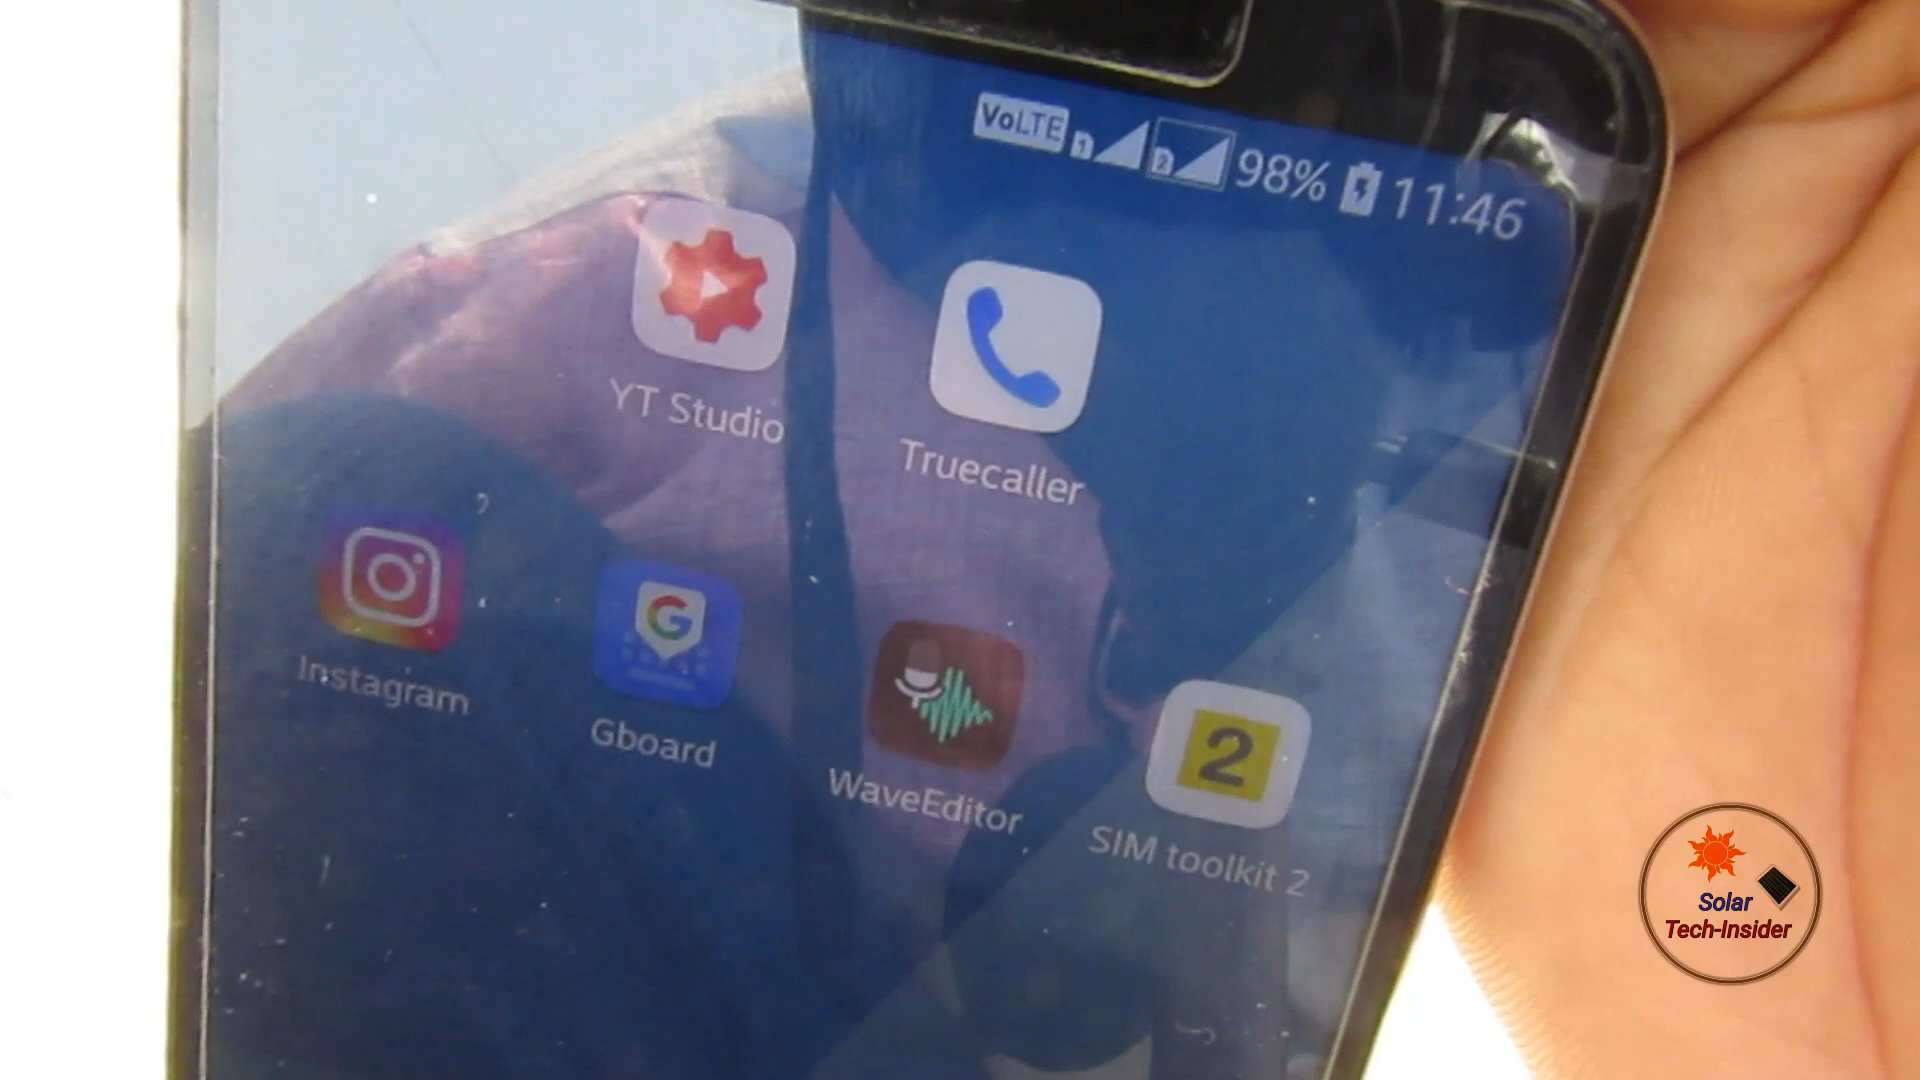 VoLTE 1 2 98% 11:46
YT Studio
Truecaller
G
Instagram
Gboard
WaveEditor
2
SIM toolkit 2
Solar
Tech-Insider